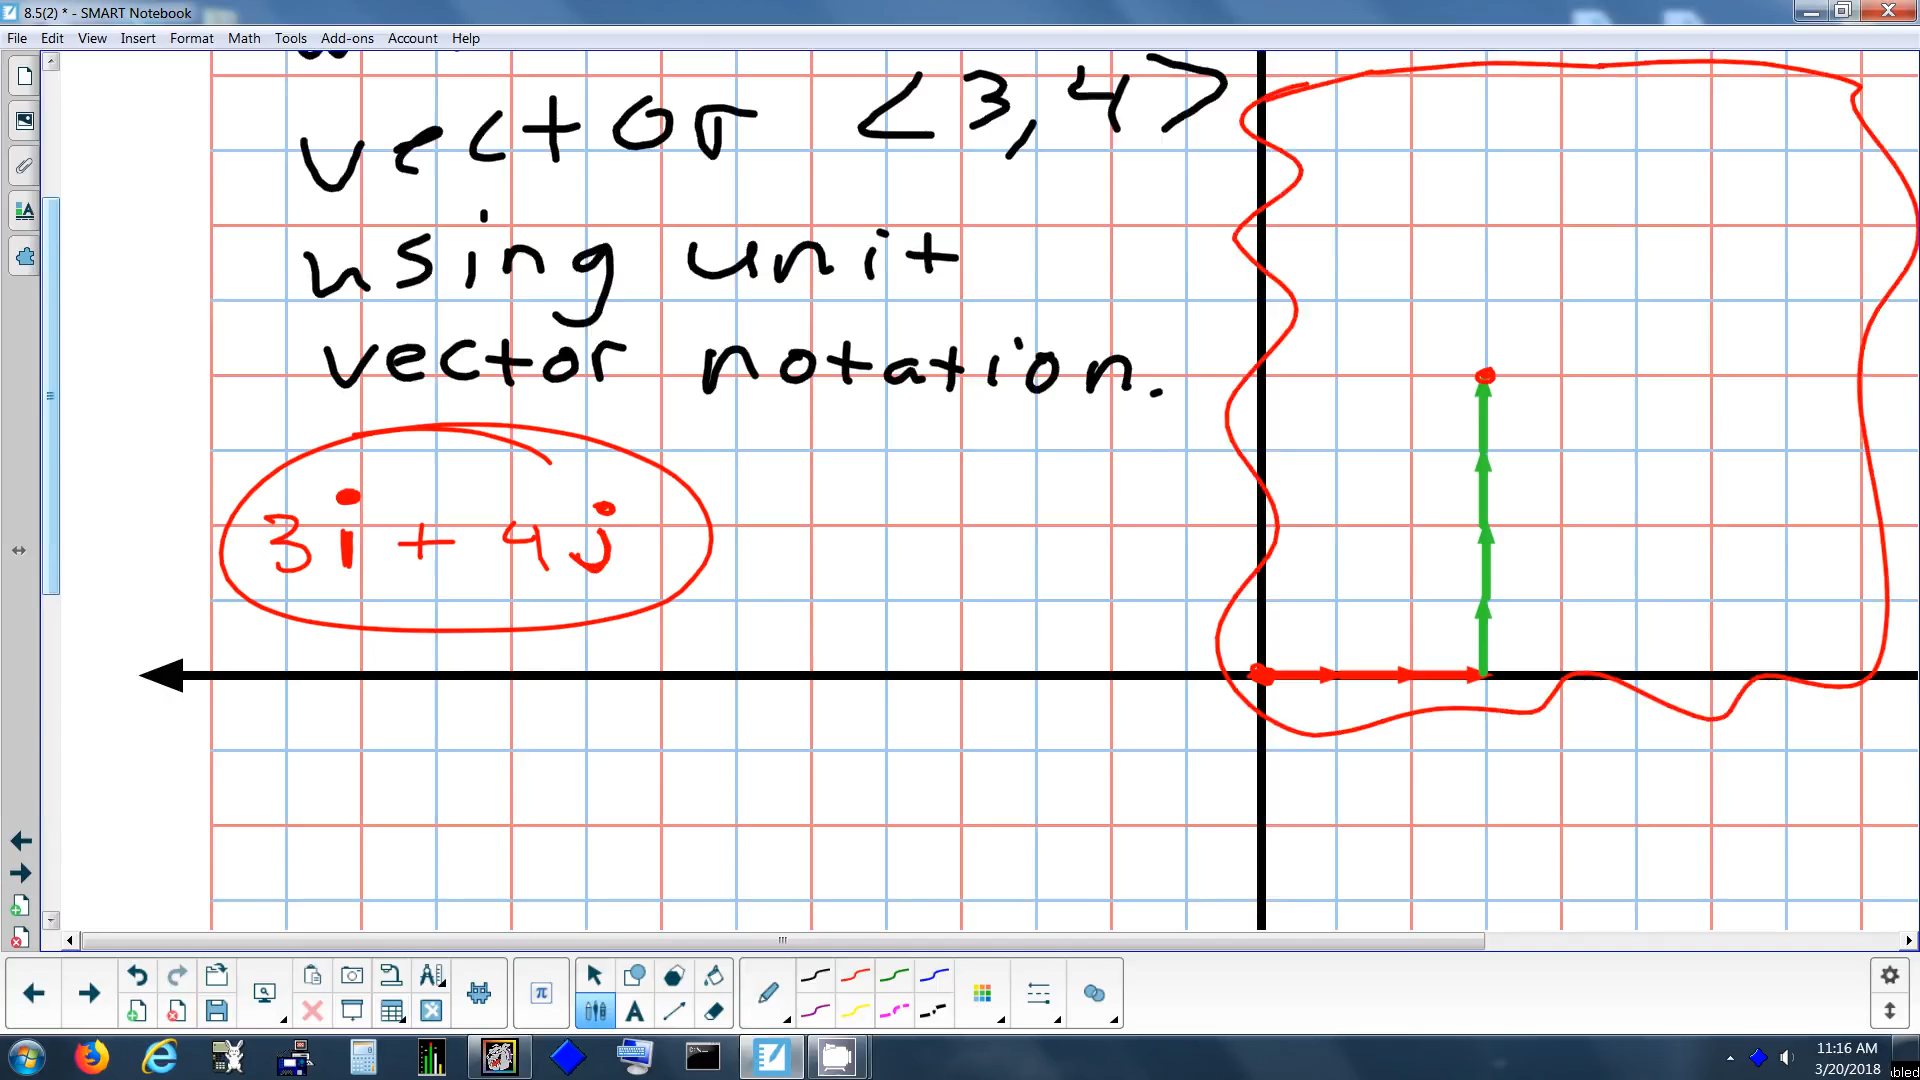 8.5(2) * - SMART Notebook
File Edit View Insert Format Math Tools Add-ons Account Help
vector <3,4>
using unit
vector notation.
3i + 4j
π
A
11:16 AM
3/20/2018
bled